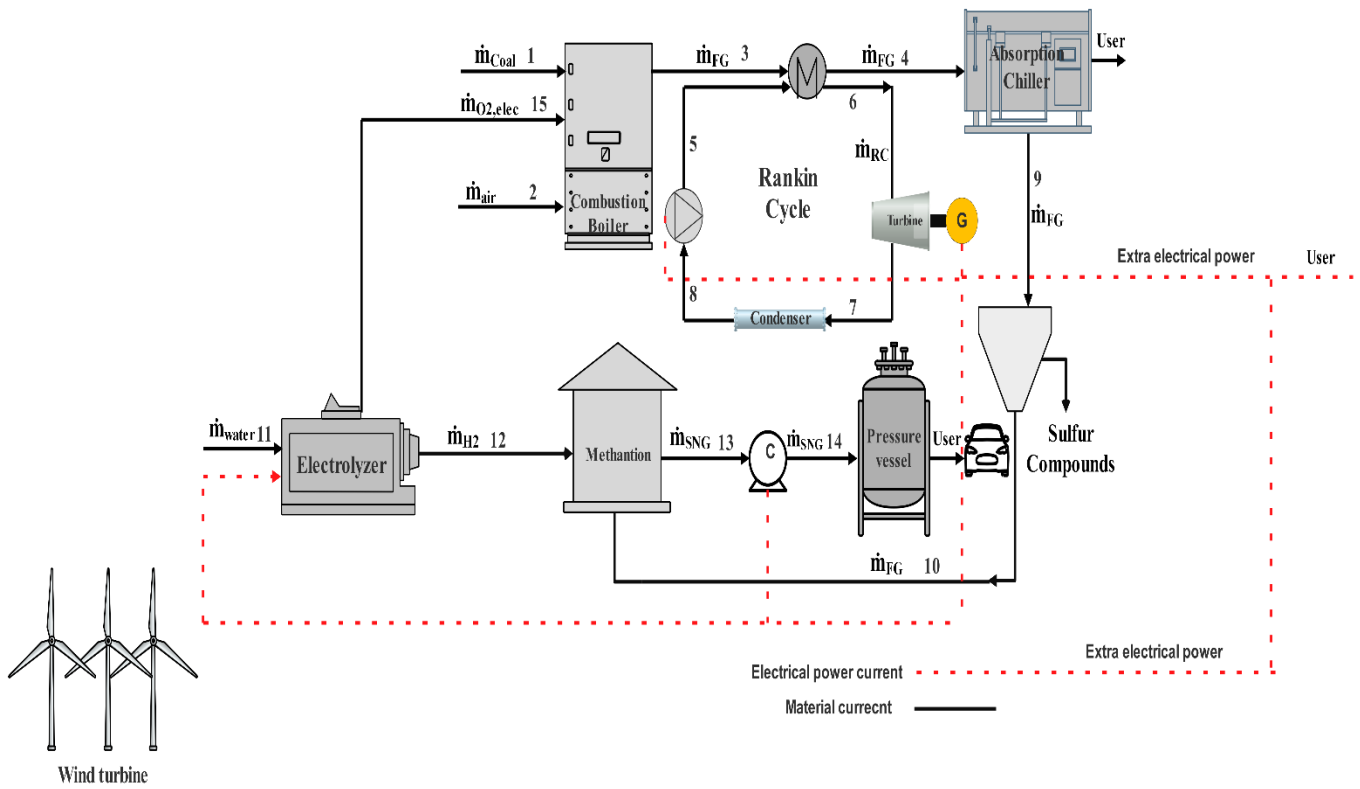 ṁCoal 1
ṁFG 3
ṁFG 4
Absorption
Chiller
User
ṁO2,elec 15
6
5
ṁRC
Rankin
Cycle
ṁair 2
Combustion
Boiler
Turbine
G
9
ṁFG
Extra electrical power
User
8
7
Condenser
ṁwater 11
Electrolyzer
ṁH2 12
Methantion
ṁSNG 13
C
ṁSNG 14
Pressure
vessel
User
Sulfur
Compounds
ṁFG 10
Extra electrical power
Electrical power current
Material currecnt
Wind turbine